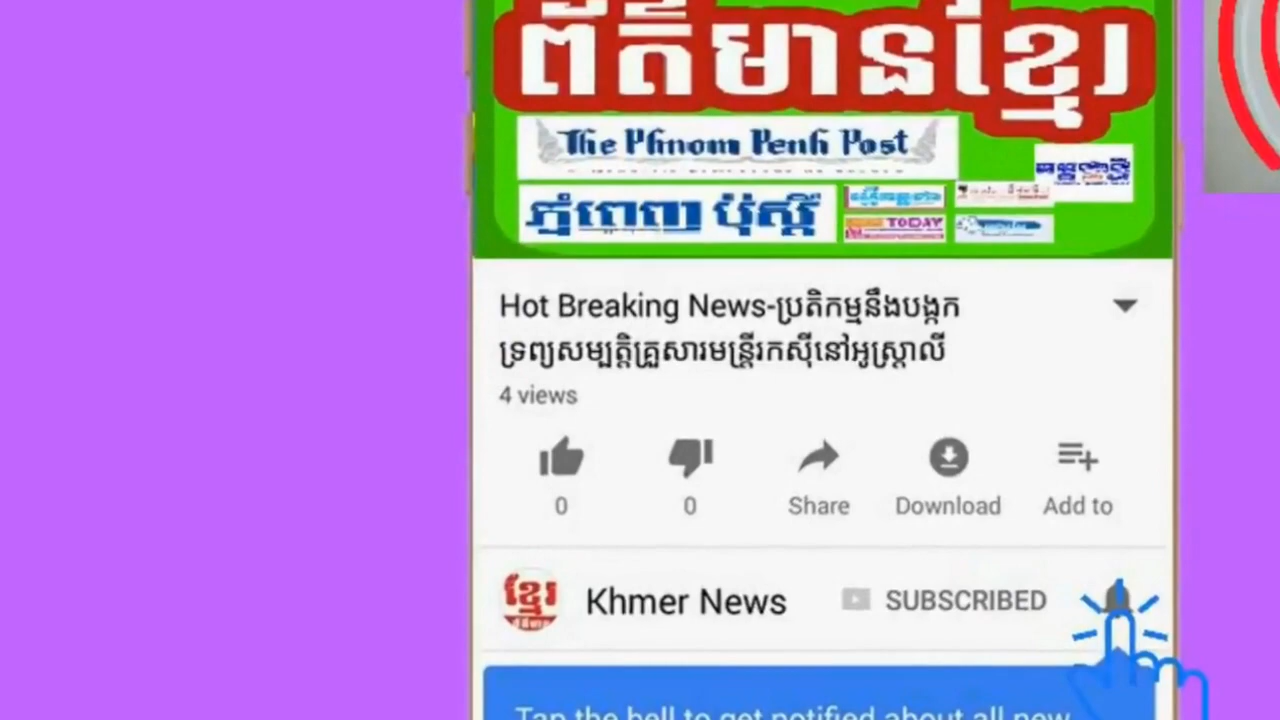 ព័ត៌មានខ្មែរ
The Phnom Penh Post
ភ្នំពេញ ប៉ុស្តិ៍
TODAY
Hot Breaking News-ប្រតិកម្មនឹងបង្កក
ទ្រព្យសម្បត្តិគ្រួសារមន្ត្រីរកស៊ីនៅអូស្ត្រាលី
4 views
0 0 Share Download Add to
ខ្មែរ
Khmer News SUBSCRIBED
Tap the bell to get notified about all new